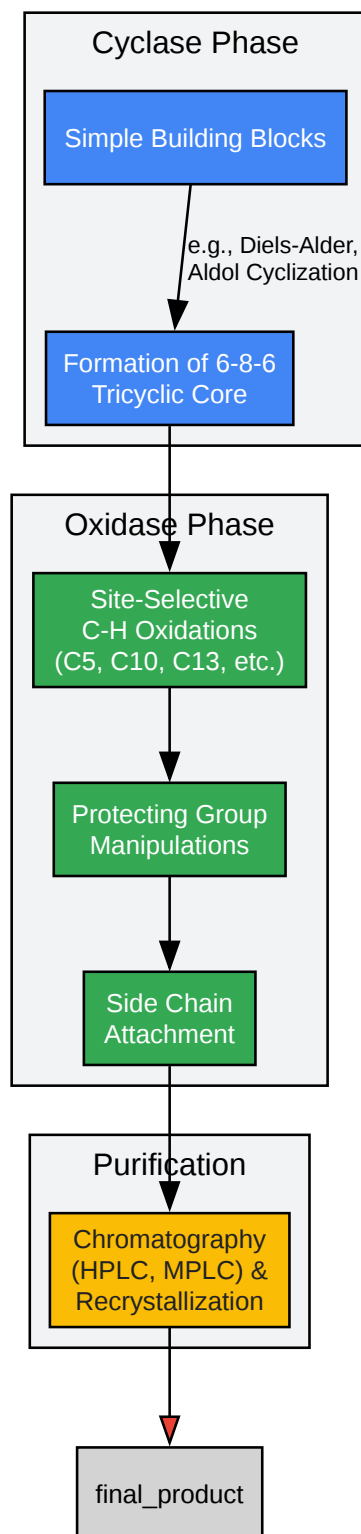 Cyclase Phase
Simple Building Blocks
e.g., Diels-Alder,
Aldol Cyclization
Formation of 6-8-6
Tricyclic Core
Oxidase Phase
Site-Selective
C-H Oxidations
(C5, C10, C13, etc.)
Protecting Group
Manipulations
Side Chain
Attachment
Purification
Chromatography
(HPLC, MPLC) &
Recrystallization
final_product